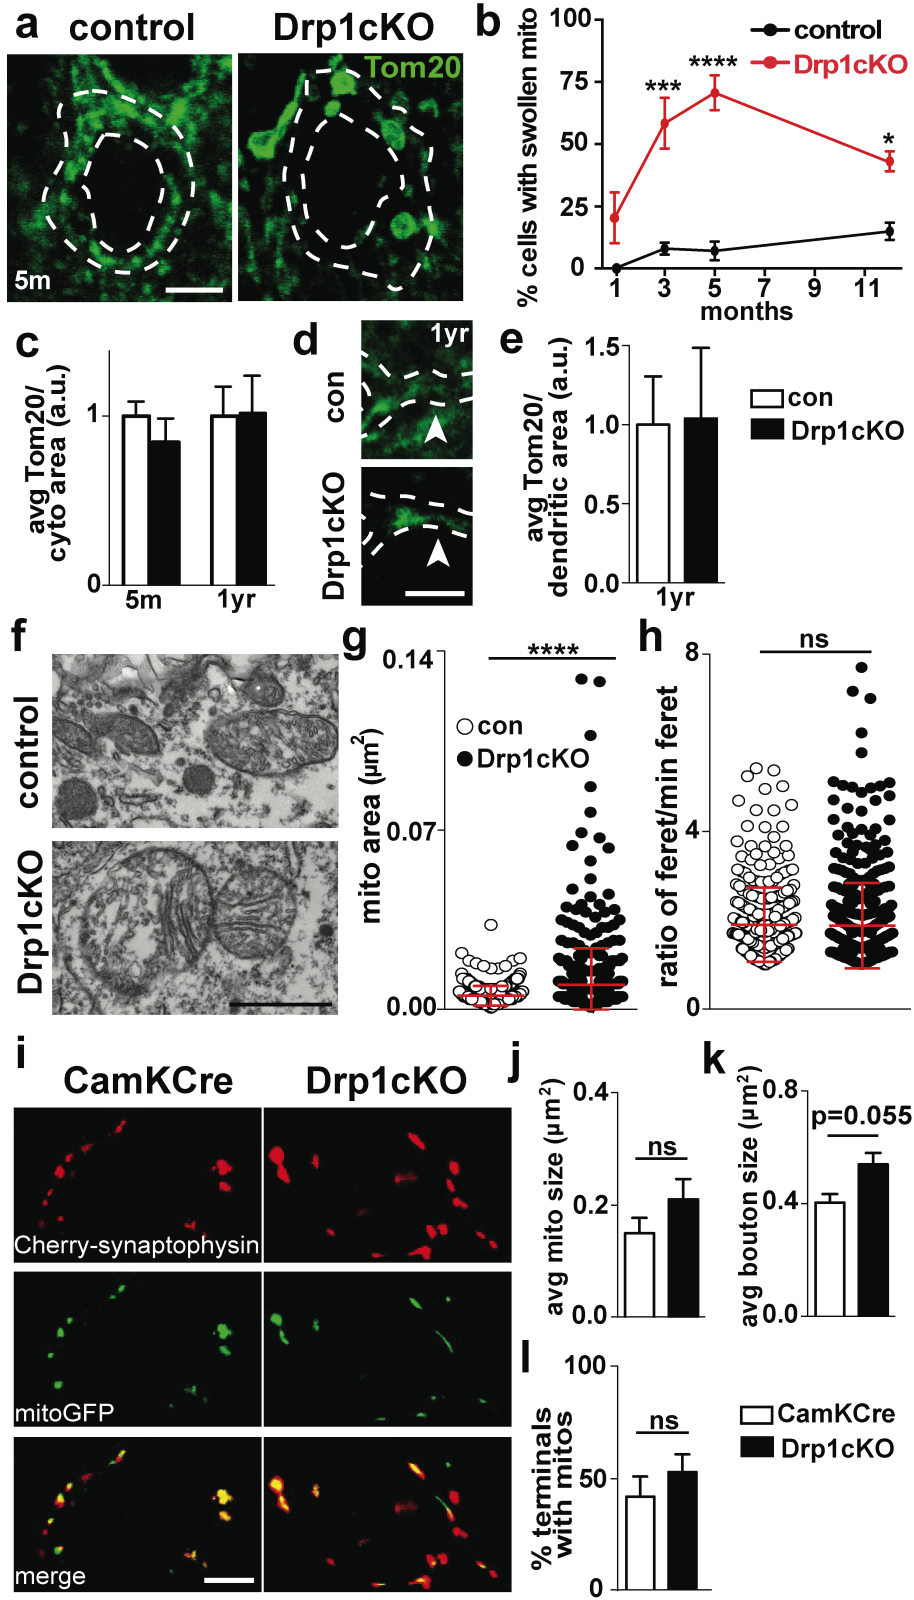 a
control
Drp1cKO
Tom20
5m
b
% cells with swollen mito
100
75
50
25
0
control
Drp1cKO
***
****
*
1
3
5
7
9
11
months
c
avg Tom20/
cyto area (a.u.)
1
0
5m
1yr
d
con
1yr
Drp1cKO
e
avg Tom20/
dendritic area (a.u.)
1.5
1.0
0.5
0.0
1yr
con
Drp1cKO
f
control
Drp1cKO
g
mito area (µm²)
0.14
0.07
0.00
****
con
Drp1cKO
h
ratio of feret/min feret
8
4
0
ns
i
CamKCre
Drp1cKO
Cherry-synaptophysin
mitoGFP
merge
j
avg mito size (µm²)
0.4
0.2
0.0
ns
k
avg bouton size (µm²)
0.8
0.4
0.0
p=0.055
l
% terminals
with mitos
100
50
0
ns
CamKCre
Drp1cKO